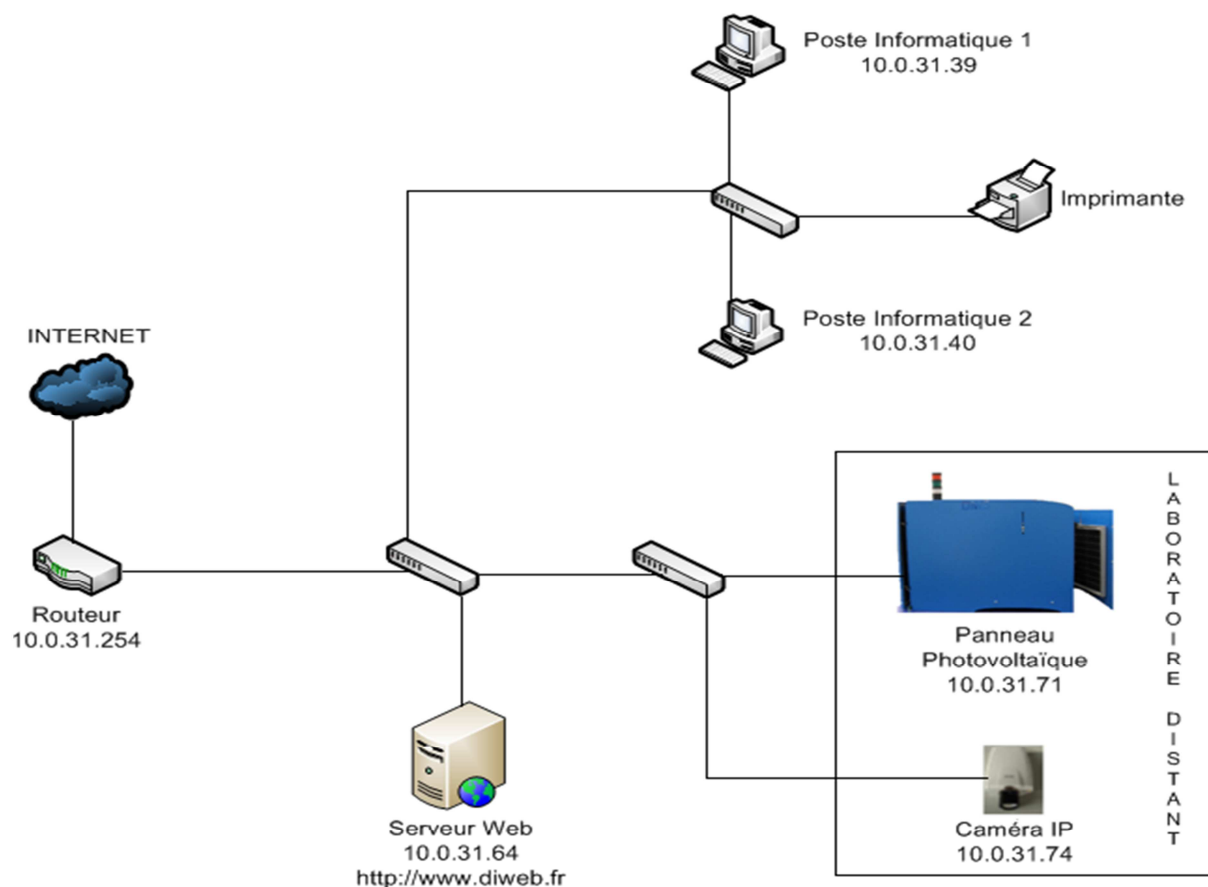 Poste Informatique 1
10.0.31.39
Imprimante
Poste Informatique 2
10.0.31.40
INTERNET
Routeur
10.0.31.254
Serveur Web
10.0.31.64
http://www.diweb.fr
Panneau
Photovoltaïque
10.0.31.71
Caméra IP
10.0.31.74
LABORATOIRE DISTANT